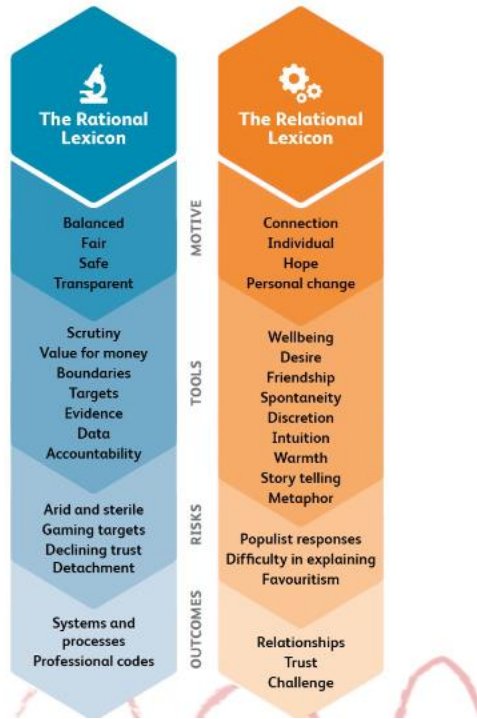 The Rational
Lexicon
Balanced
Fair
Safe
Transparent
Scrutiny
Value for money
Boundaries
Targets
Evidence
Data
Accountability
Arid and sterile
Gaming targets
Declining trust
Detachment
Systems and
processes
Professional codes
MOTIVE
TOOLS
RISKS
OUTCOMES
The Relational
Lexicon
Connection
Individual
Hope
Personal change
Wellbeing
Desire
Friendship
Spontaneity
Discretion
Intuition
Warmth
Story telling
Metaphor
Populist responses
Difficulty in explaining
Favouritism
Relationships
Trust
Challenge